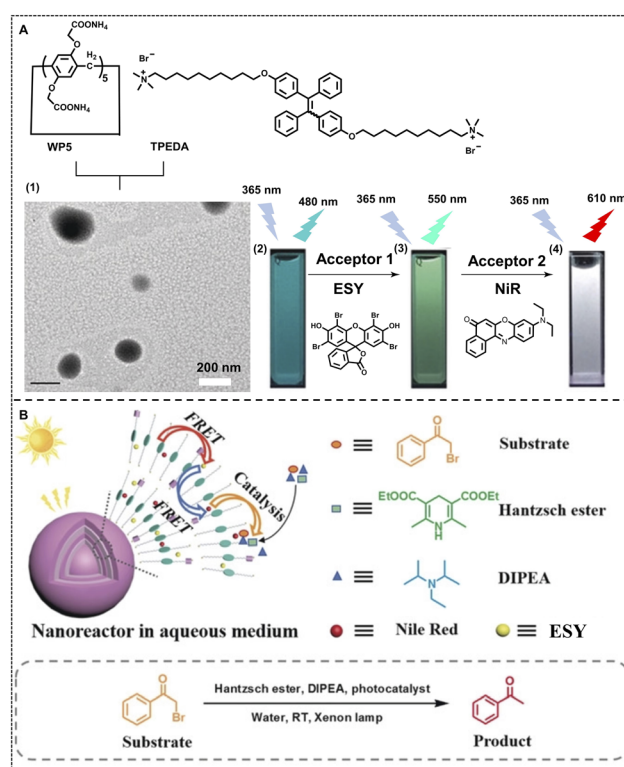 A
COONH4
O
H2
C
5
O
COONH4
WP5
Br−
N+
O
O
N+
Br−
TPEDA
(1)
200 nm
365 nm
480 nm
(2)
Acceptor 1
ESY
Br
Br
HO
O
OH
Br
Br
O
O
365 nm
550 nm
(3)
Acceptor 2
NiR
O
O
N
N
365 nm
610 nm
(4)
B
FRET
FRET
Catalysis
Nanoreactor in aqueous medium
O
Br
Substrate
EtOOC
COOEt
N
H
Hantzsch ester
N
DIPEA
Nile Red
ESY
O
Br
Substrate
Hantzsch ester, DIPEA, photocatalyst
Water, RT, Xenon lamp
O
Product